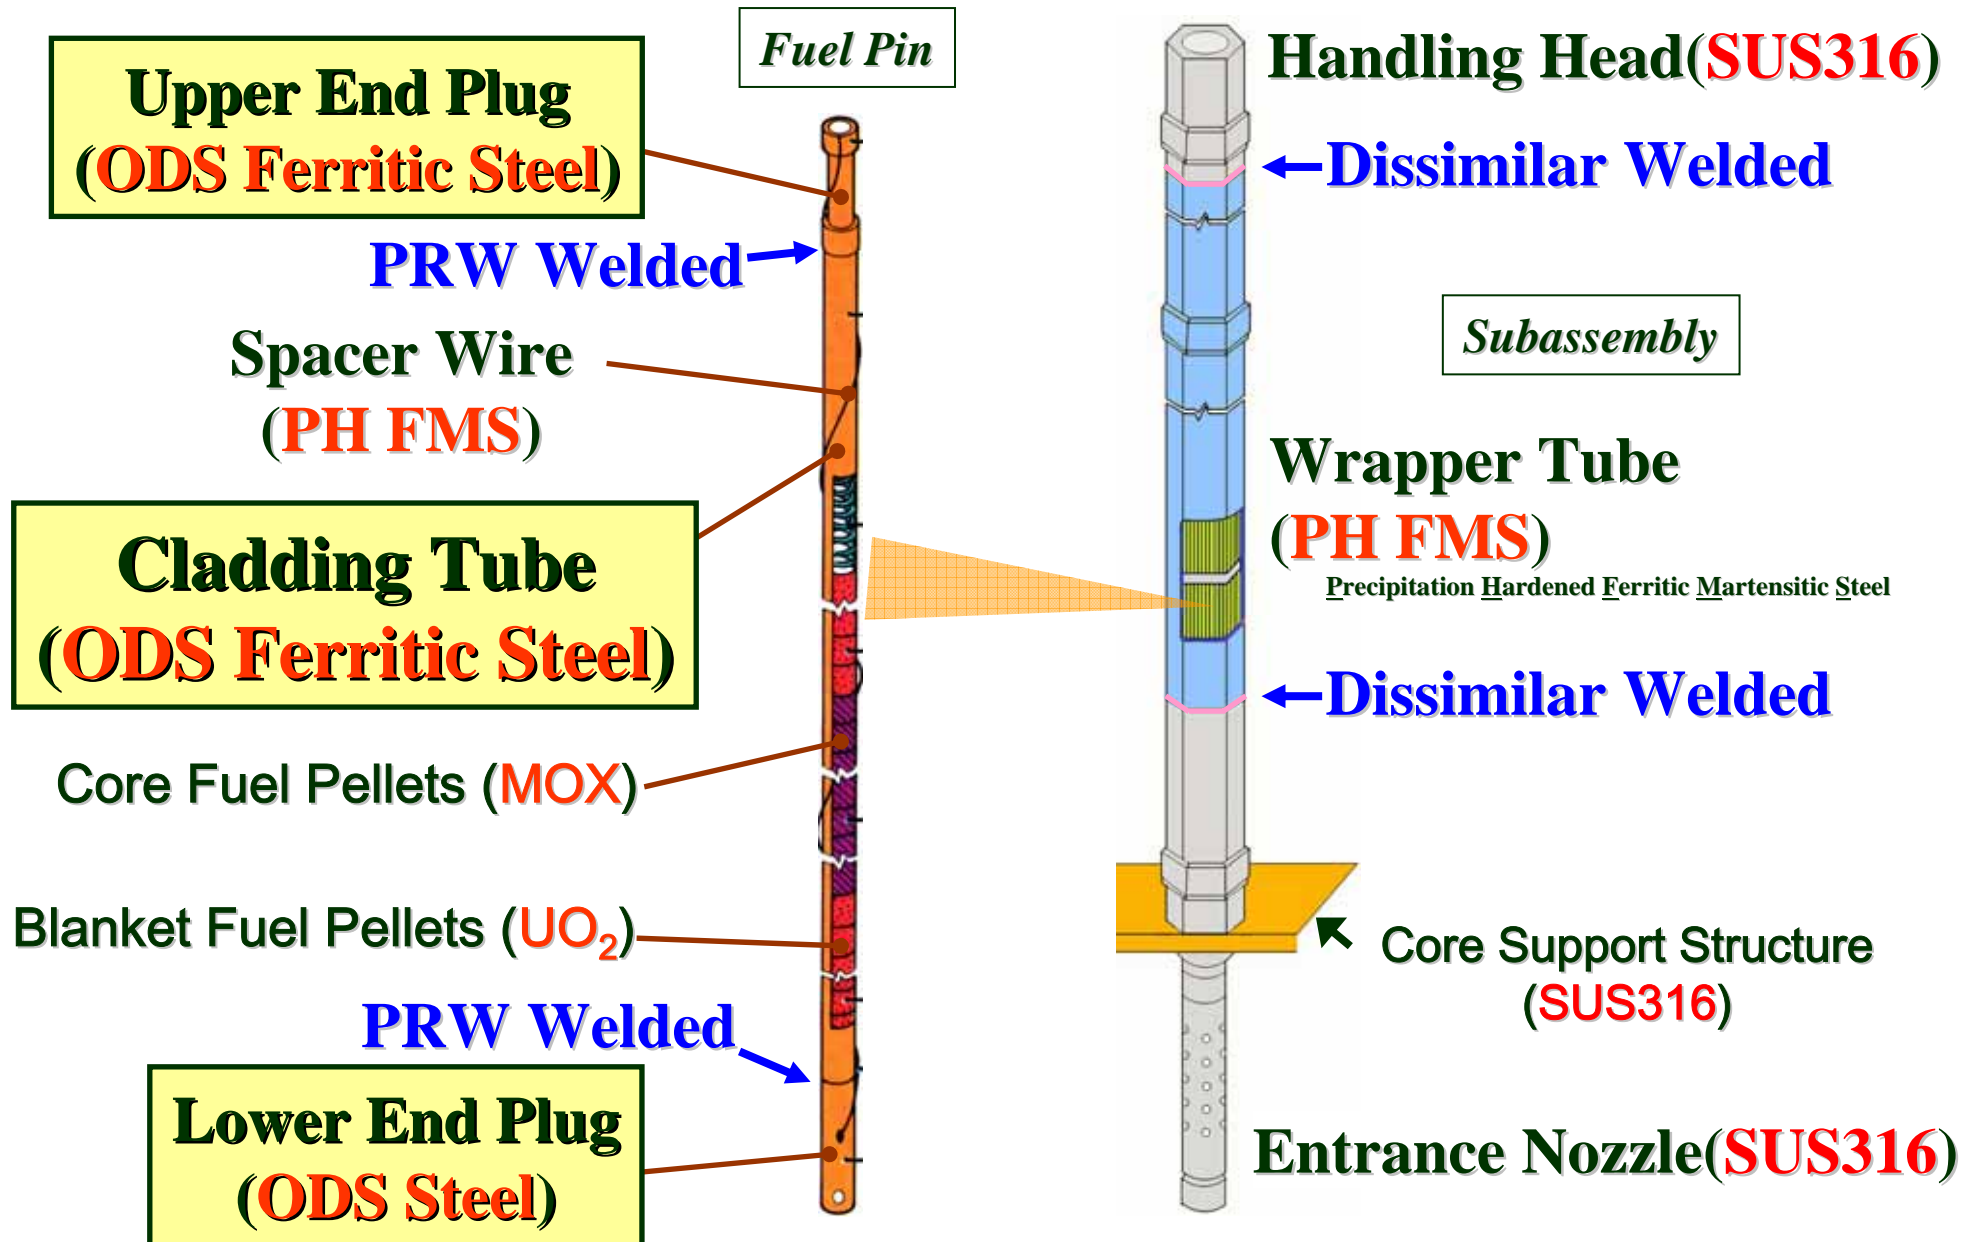 Fuel Pin
Upper End Plug
(ODS Ferritic Steel)
PRW Welded
Spacer Wire
(PH FMS)
Cladding Tube
(ODS Ferritic Steel)
Core Fuel Pellets (MOX)
Blanket Fuel Pellets (UO₂)
PRW Welded
Lower End Plug
(ODS Steel)
Handling Head(SUS316)
Dissimilar Welded
Subassembly
Wrapper Tube
(PH FMS)
Precipitation Hardened Ferritic Martensitic Steel
Dissimilar Welded
Core Support Structure
(SUS316)
Entrance Nozzle(SUS316)